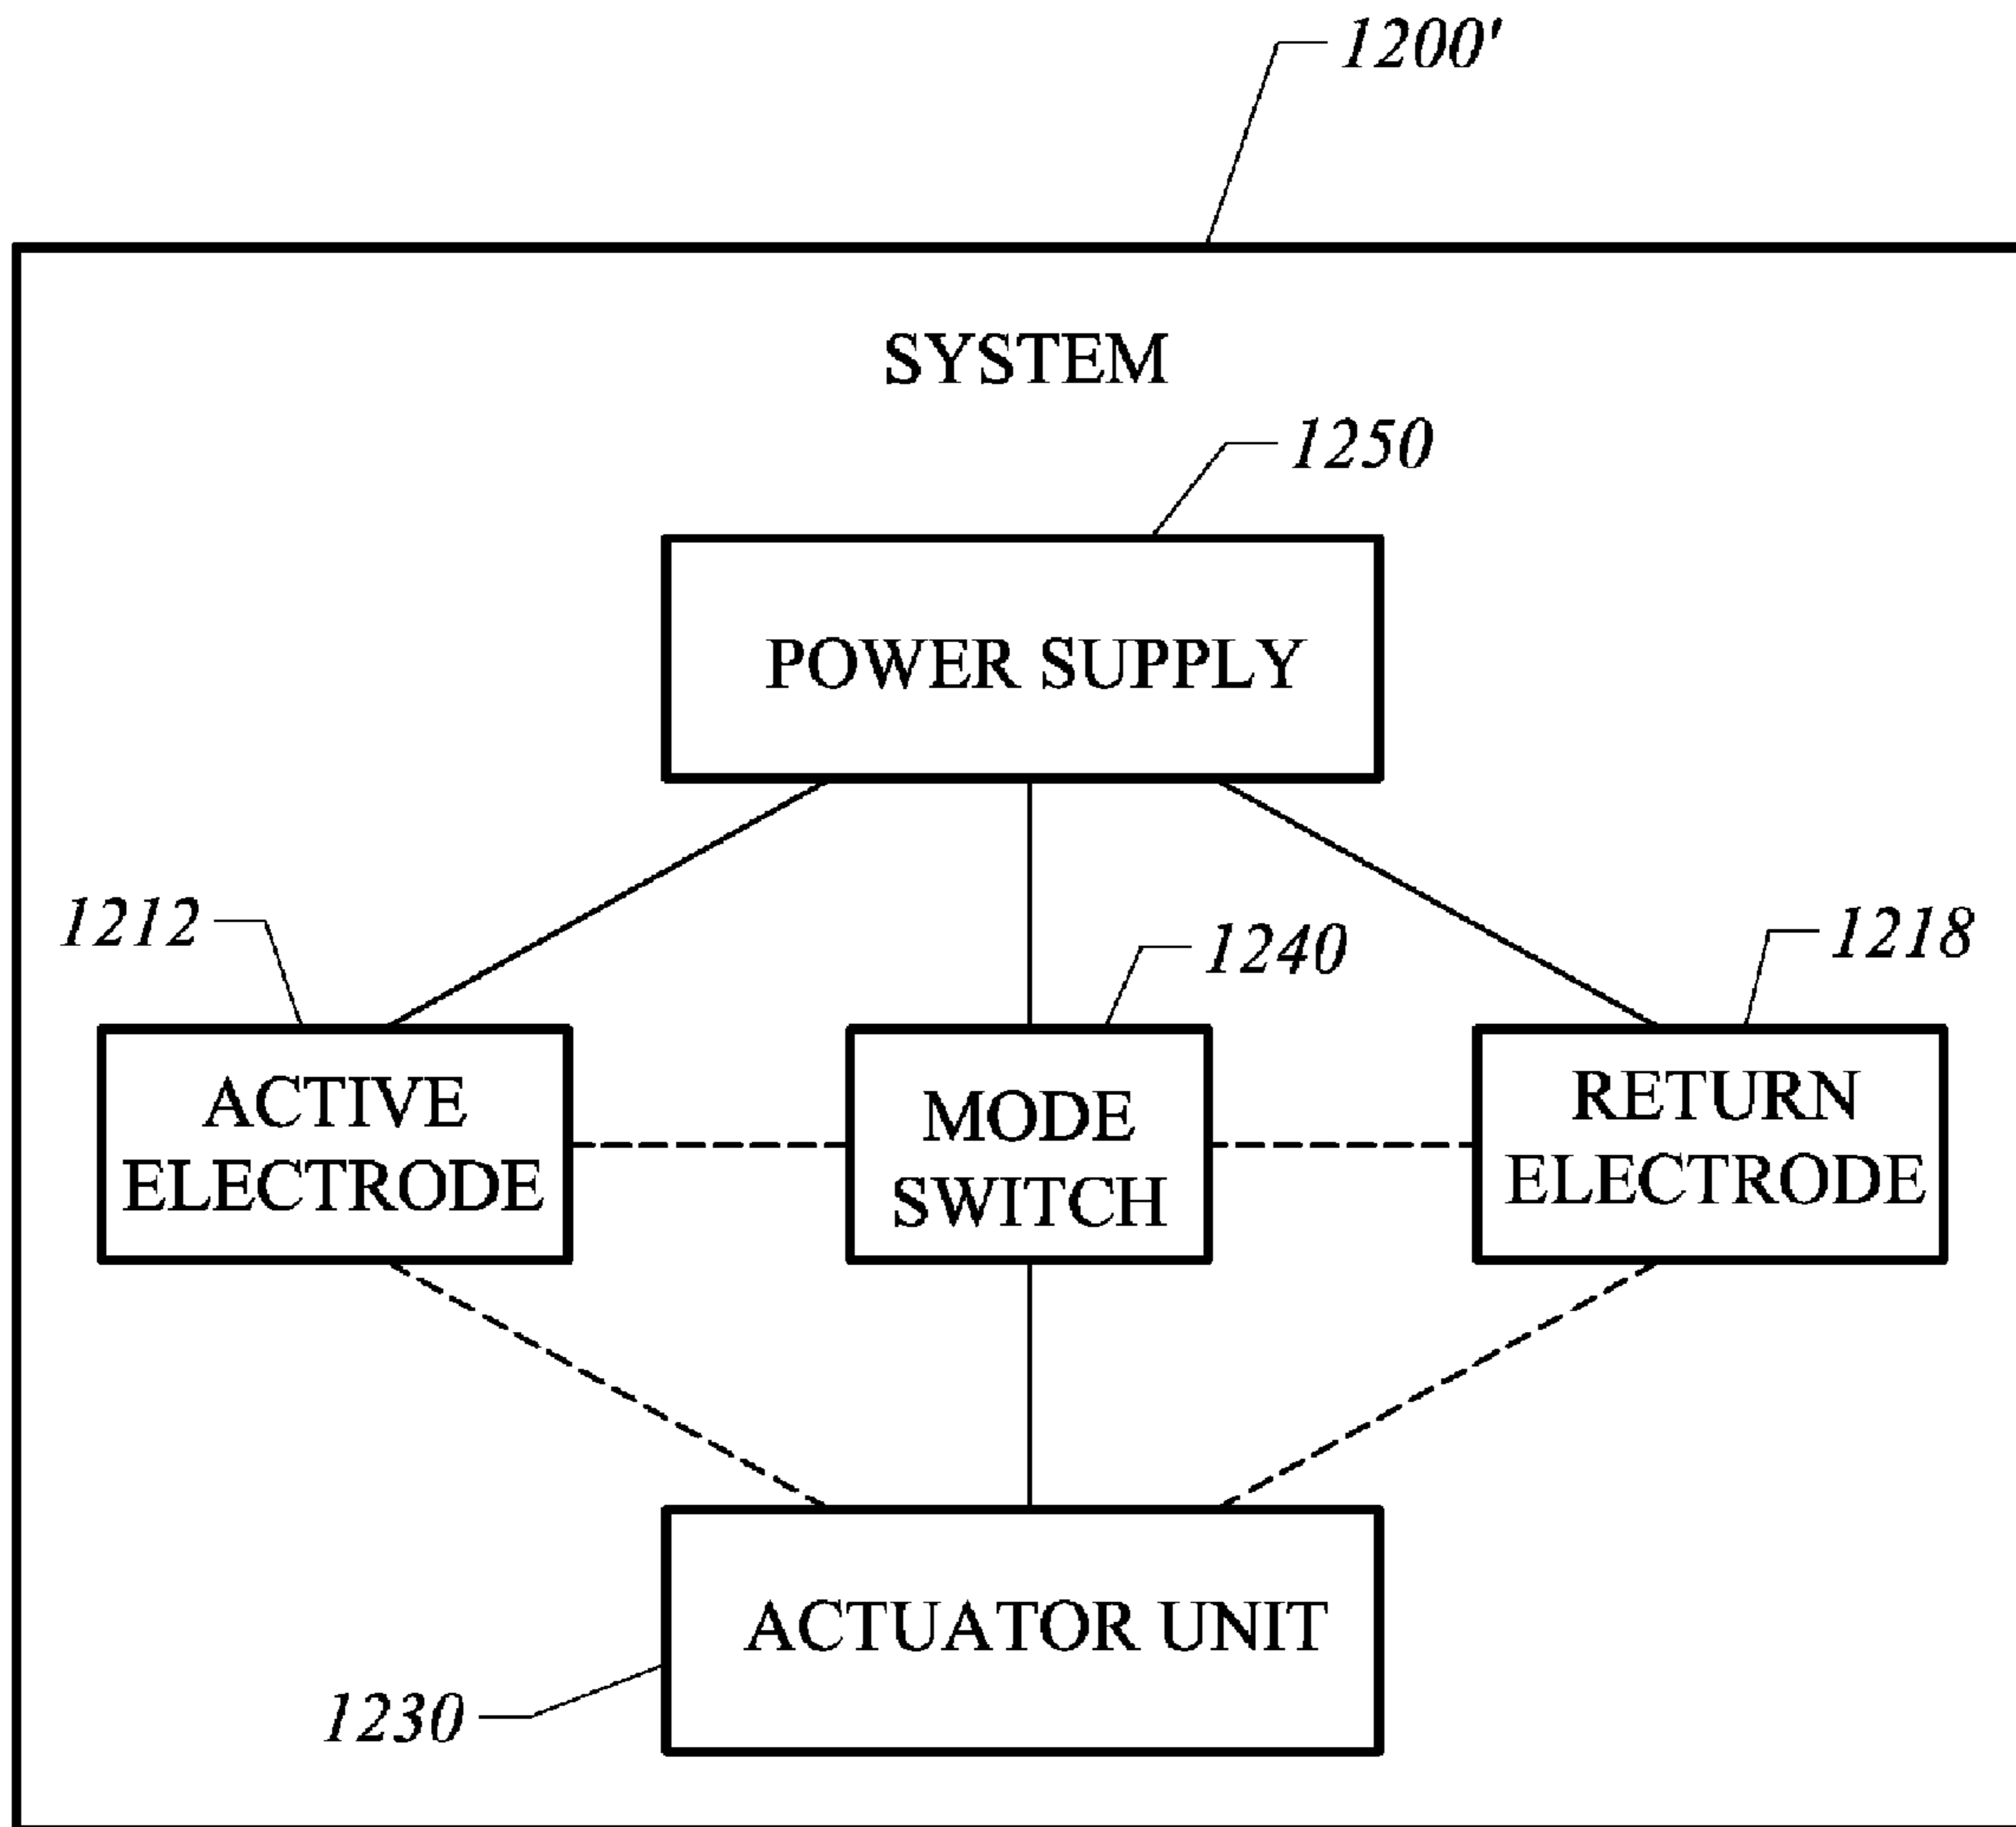 1200'
SYSTEM
1250
POWER SUPPLY
1212
1240
1218
ACTIVE
ELECTRODE
MODE
SWITCH
RETURN
ELECTRODE
ACTUATOR UNIT
1230